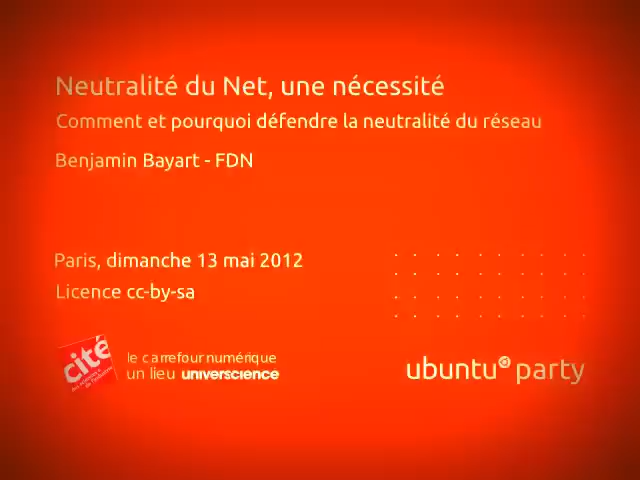 Neutralité du Net, une nécessité
Comment et pourquoi défendre la neutralité du réseau
Benjamin Bayart - FDN
Paris, dimanche 13 mai 2012
Licence cc-by-sa
cité
le carrefour numérique
un lieu universcience
ubuntu party